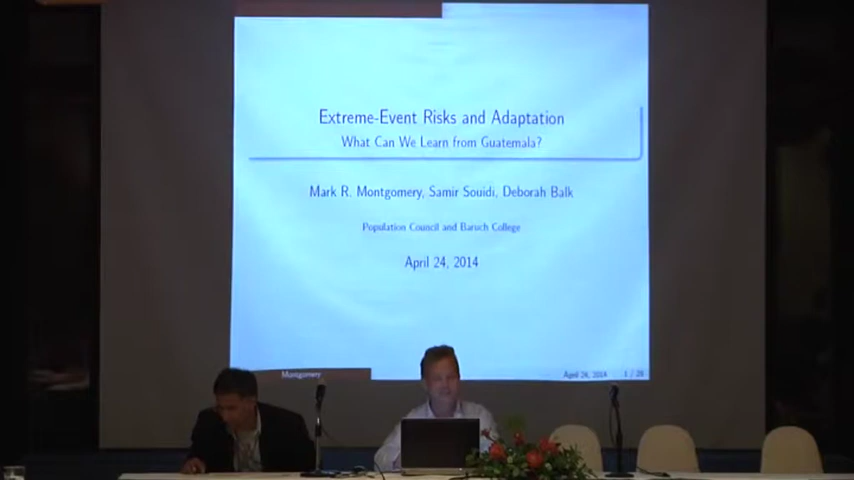 Extreme-Event Risks and Adaptation
What Can We Learn from Guatemala?
Mark R. Montgomery, Samir Souidi, Deborah Balk
Population Council and Baruch College
April 24, 2014
Montgomery
April 24, 2014
1 / 28